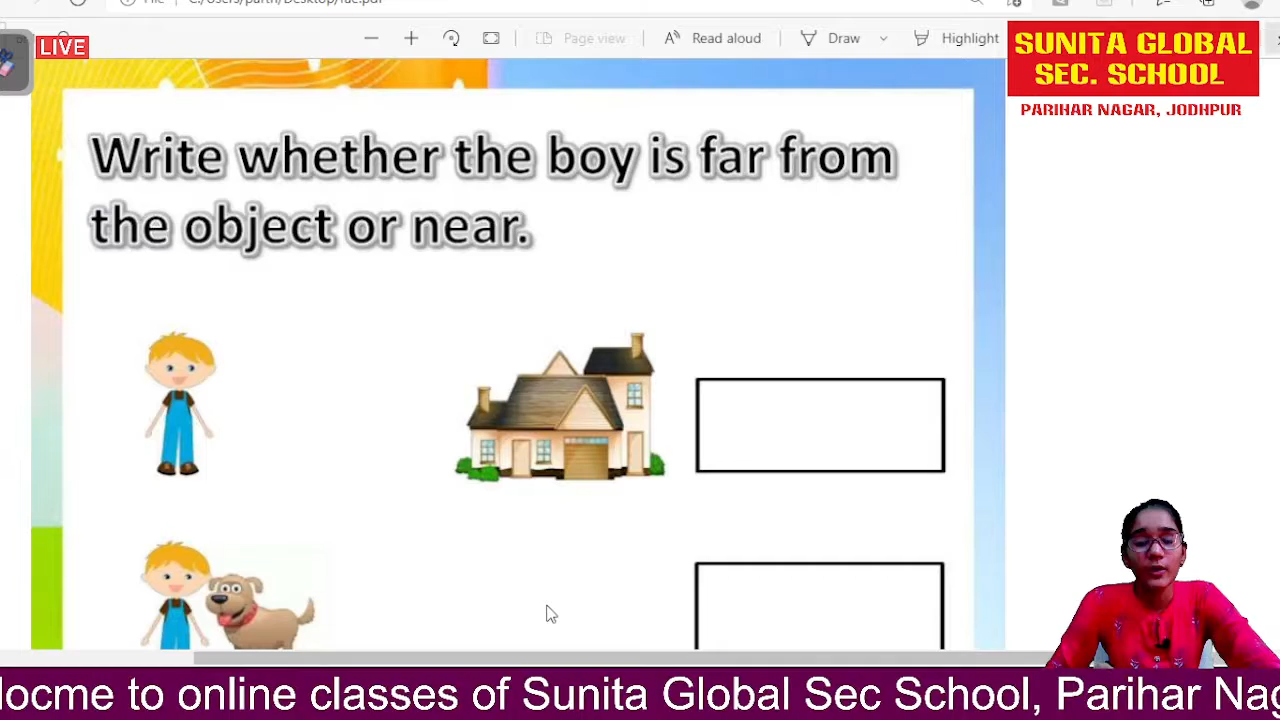 LIVE
Page view
Read aloud
Draw
Highlight
SUNITA GLOBAL
SEC. SCHOOL
PARIHAR NAGAR, JODHPUR
Write whether the boy is far from
the object or near.
locme to online classes of Sunita Global Sec School, Parihar Nag